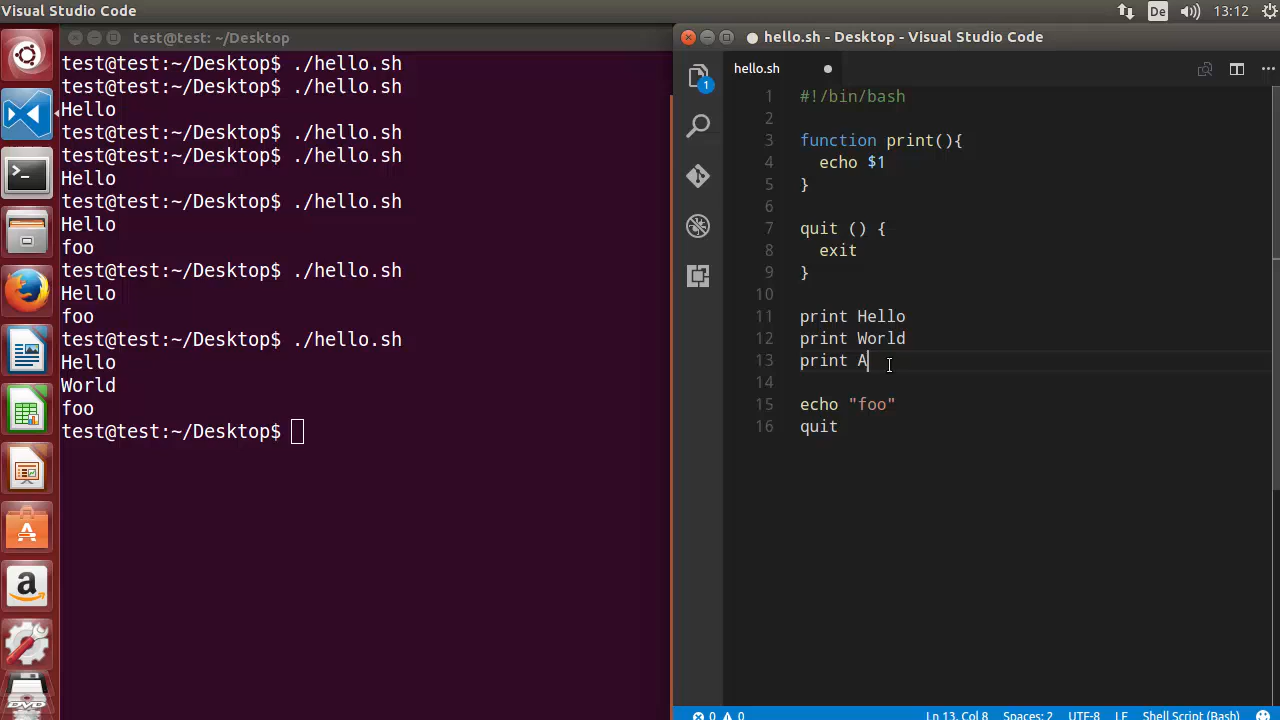 Visual Studio Code
De
13:12
test@test: ~/Desktop
test@test:~/Desktop$ ./hello.sh
test@test:~/Desktop$ ./hello.sh
Hello
test@test:~/Desktop$ ./hello.sh
test@test:~/Desktop$ ./hello.sh
Hello
test@test:~/Desktop$ ./hello.sh
Hello
foo
test@test:~/Desktop$ ./hello.sh
Hello
foo
test@test:~/Desktop$ ./hello.sh
Hello
World
foo
test@test:~/Desktop$
hello.sh - Desktop - Visual Studio Code
hello.sh
1
1 #!/bin/bash
2
3 function print(){
4 echo $1
5 }
6
7 quit () {
8 exit
9 }
10
11 print Hello
12 print World
13 print A
14
15 echo "foo"
16 quit
0 0 Ln 13, Col 8 Spaces: 2 UTF-8 LF Shell Script (Bash)
DVD